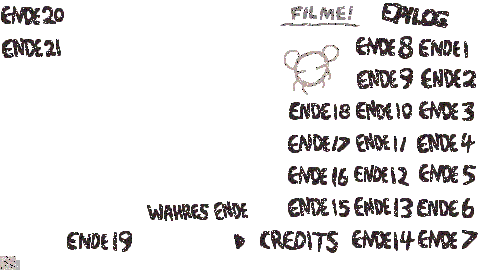 ENDE 20 FILME! EPILOG
ENDE 21 ENDE 8 ENDE 1
ENDE 9 ENDE 2
ENDE 18 ENDE 10 ENDE 3
ENDE 17 ENDE 11 ENDE 4
ENDE 16 ENDE 12 ENDE 5
WAHRES ENDE ENDE 15 ENDE 13 ENDE 6
ENDE 19 CREDITS ENDE 14 ENDE 7